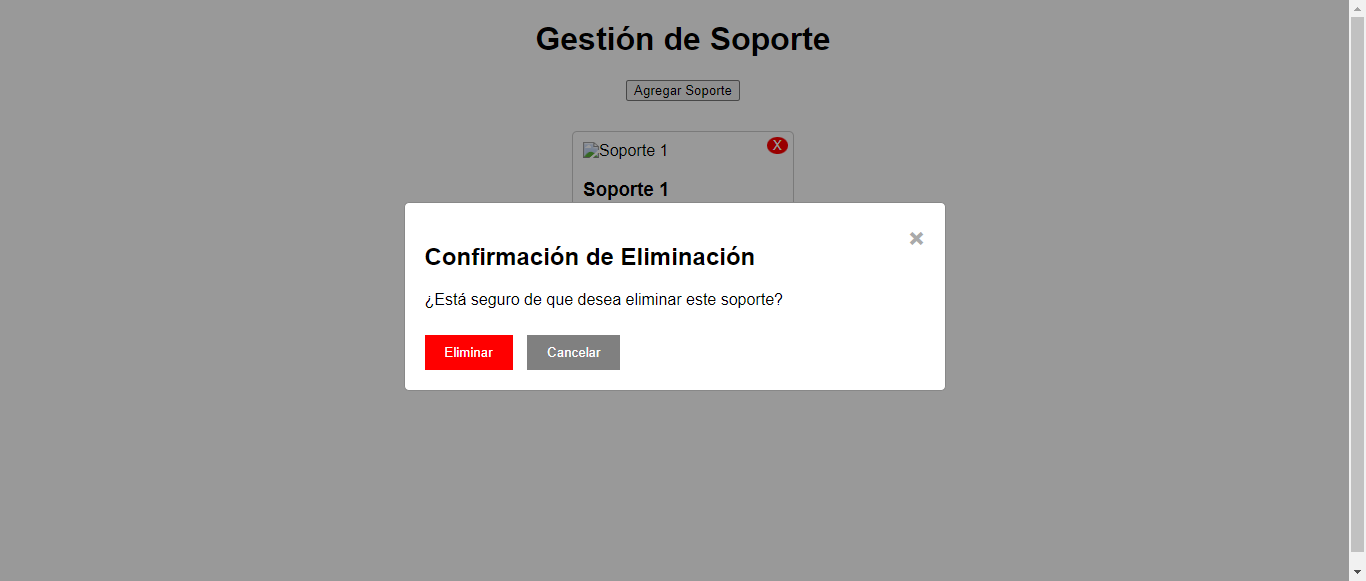 Gestión de Soporte
Agregar Soporte
Soporte 1
X
Soporte 1
×
Confirmación de Eliminación
¿Está seguro de que desea eliminar este soporte?
Eliminar
Cancelar